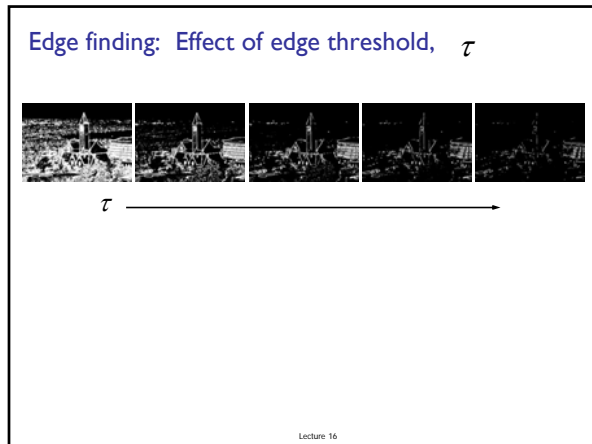 Edge finding: Effect of edge threshold, τ
τ
Lecture 16